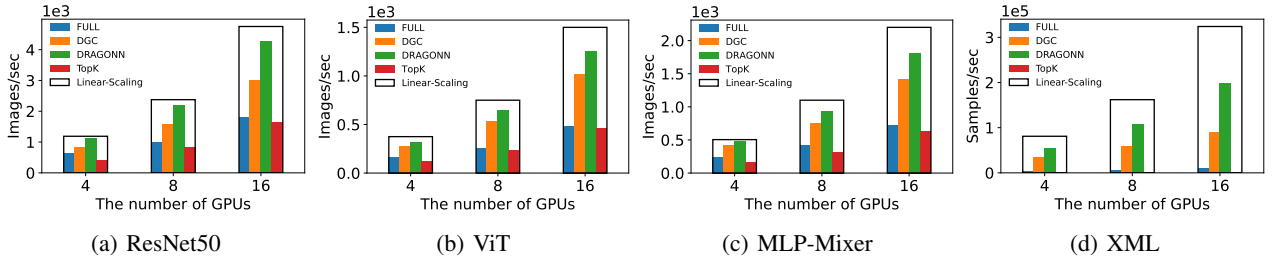 1e3
Images/sec
4
3
2
1
0
FULL
DGC
DRAGONN
TopK
Linear-Scaling
4 8 16
The number of GPUs
(a) ResNet50
1e3
Images/sec
1.5
1.0
0.5
0.0
FULL
DGC
DRAGONN
TopK
Linear-Scaling
4 8 16
The number of GPUs
(b) ViT
1e3
Images/sec
2.0
1.5
1.0
0.5
0.0
FULL
DGC
DRAGONN
TopK
Linear-Scaling
4 8 16
The number of GPUs
(c) MLP-Mixer
1e5
Samples/sec
3
2
1
0
FULL
DGC
DRAGONN
TopK
Linear-Scaling
4 8 16
The number of GPUs
(d) XML